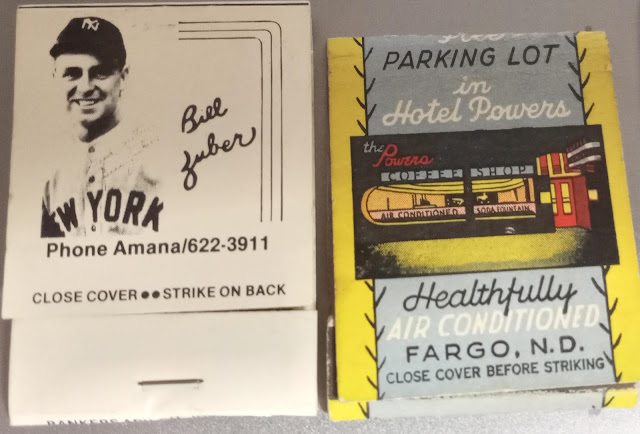 NY
Bill
Zuber
NEW YORK
Phone Amana/622-3911
CLOSE COVER ●● STRIKE ON BACK
Free
PARKING LOT
in
Hotel Powers
the Powers
COFFEE SHOP
AIR CONDITIONED SODA FOUNTAIN
Healthfully
AIR CONDITIONED
FARGO, N.D.
CLOSE COVER BEFORE STRIKING